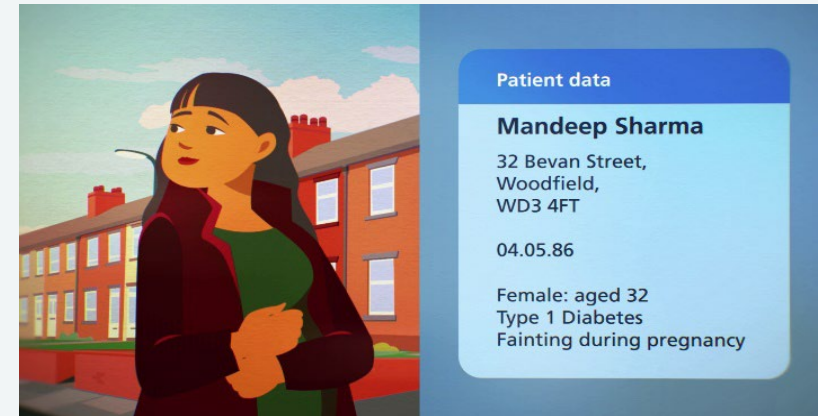 Patient data
Mandeep Sharma
32 Bevan Street,
Woodfield,
WD3 4FT
04.05.86
Female: aged 32
Type 1 Diabetes
Fainting during pregnancy